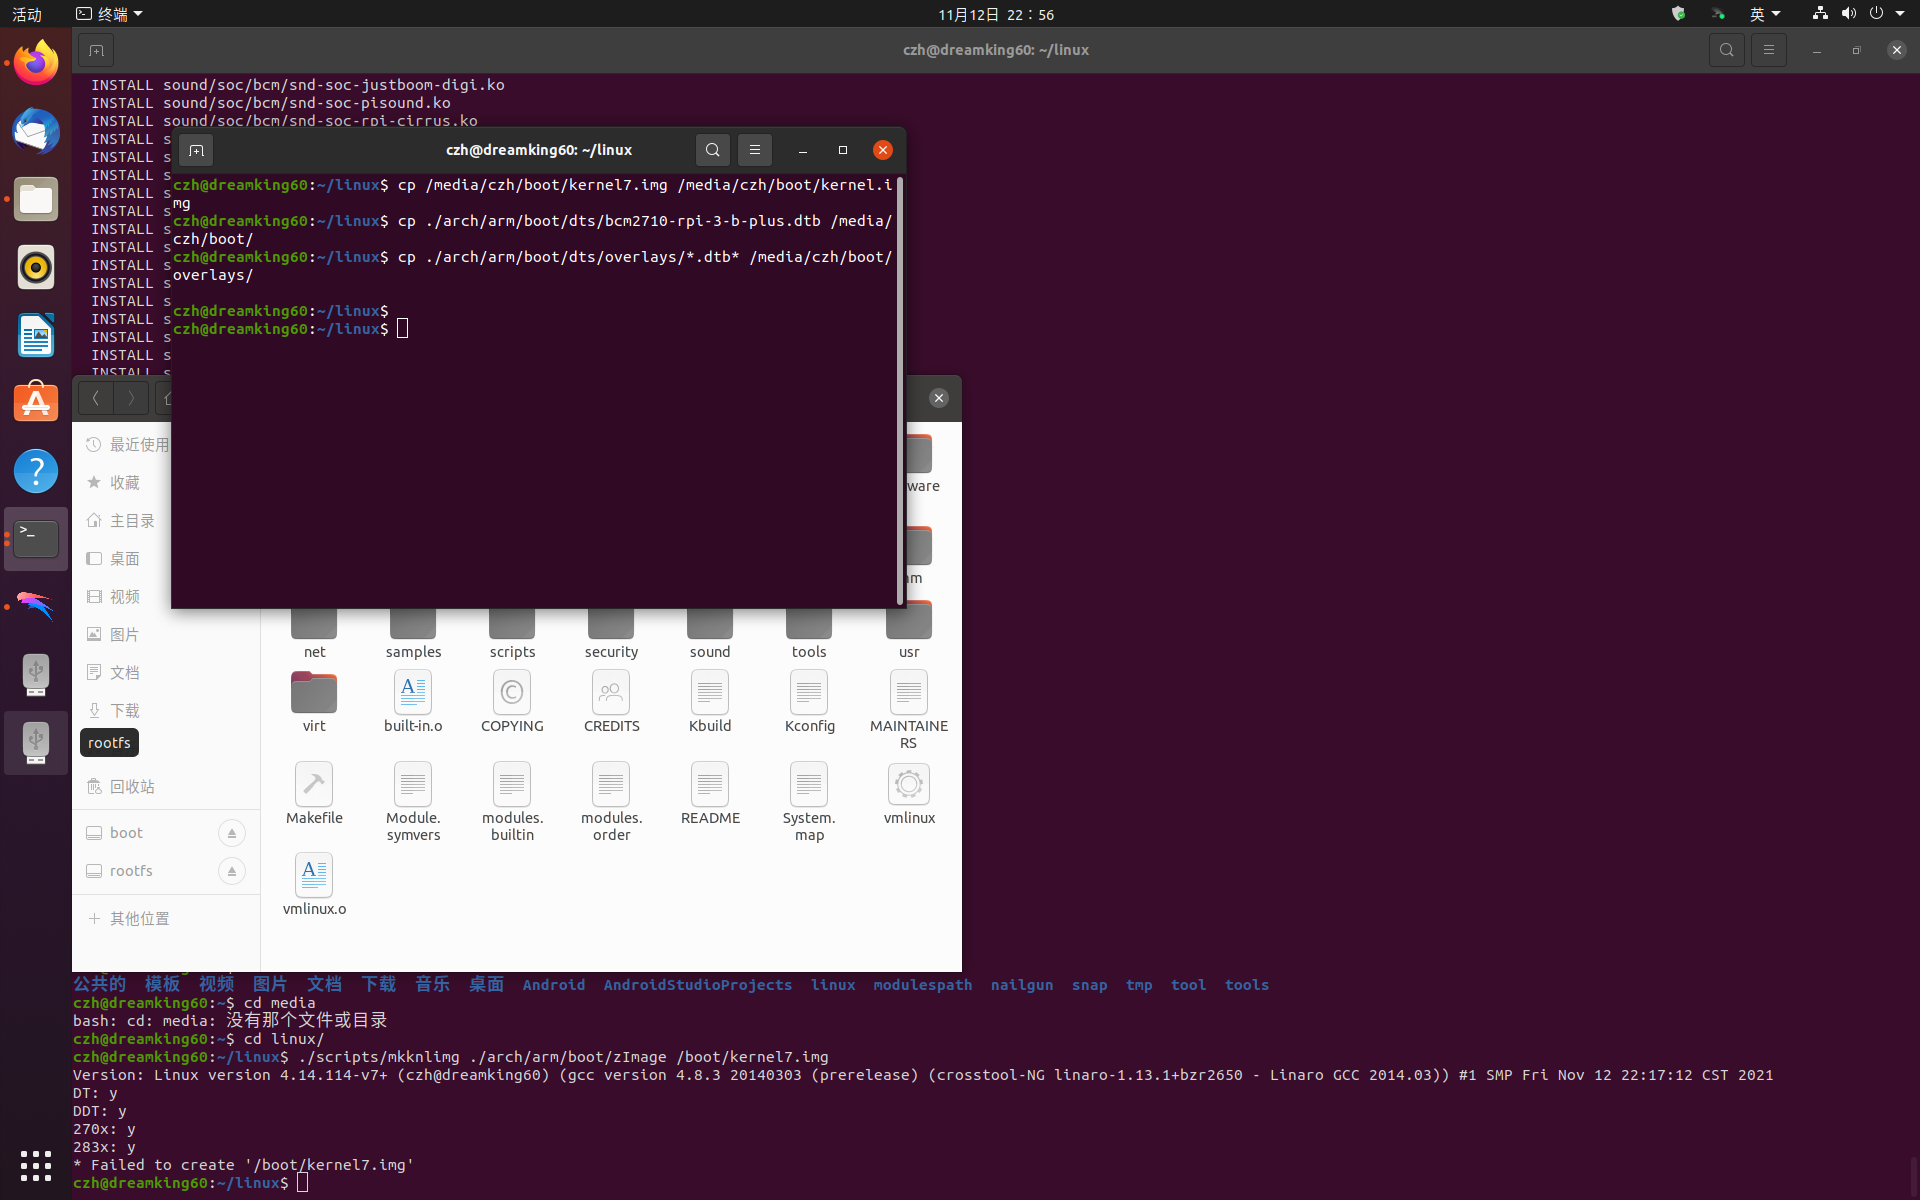 活动
终端
11月12日 22：56
英
czh@dreamking60: ~/linux
INSTALL sound/soc/bcm/snd-soc-justboom-digi.ko
INSTALL sound/soc/bcm/snd-soc-pisound.ko
INSTALL sound/soc/bcm/snd-soc-rpi-cirrus.ko
INSTALL s
INSTALL s
INSTALL s
INSTALL s
INSTALL s
INSTALL s
INSTALL s
INSTALL s
INSTALL s
INSTALL s
INSTALL s
INSTALL s
INSTALL s
INSTALL s
czh@dreamking60: ~/linux
czh@dreamking60:~/linux$ cp /media/czh/boot/kernel7.img /media/czh/boot/kernel.i
mg
czh@dreamking60:~/linux$ cp ./arch/arm/boot/dts/bcm2710-rpi-3-b-plus.dtb /media/
czh/boot/
czh@dreamking60:~/linux$ cp ./arch/arm/boot/dts/overlays/*.dtb* /media/czh/boot/
overlays/
czh@dreamking60:~/linux$
czh@dreamking60:~/linux$
最近使用
收藏
主目录
桌面
视频
图片
文档
下载
rootfs
回收站
boot
rootfs
其他位置
ware
m
net samples scripts security sound tools usr
virt built-in.o COPYING CREDITS Kbuild Kconfig MAINTAINE
RS
Makefile Module. modules. modules. README System. vmlinux
symvers builtin order map
vmlinux.o
公共的 模板 视频 图片 文档 下载 音乐 桌面 Android AndroidStudioProjects linux modulespath nailgun snap tmp tool tools
czh@dreamking60:~$ cd media
bash: cd: media: 没有那个文件或目录
czh@dreamking60:~$ cd linux/
czh@dreamking60:~/linux$ ./scripts/mkknlimg ./arch/arm/boot/zImage /boot/kernel7.img
Version: Linux version 4.14.114-v7+ (czh@dreamking60) (gcc version 4.8.3 20140303 (prerelease) (crosstool-NG linaro-1.13.1+bzr2650 - Linaro GCC 2014.03)) #1 SMP Fri Nov 12 22:17:12 CST 2021
DT: y
DDT: y
270x: y
283x: y
* Failed to create '/boot/kernel7.img'
czh@dreamking60:~/linux$